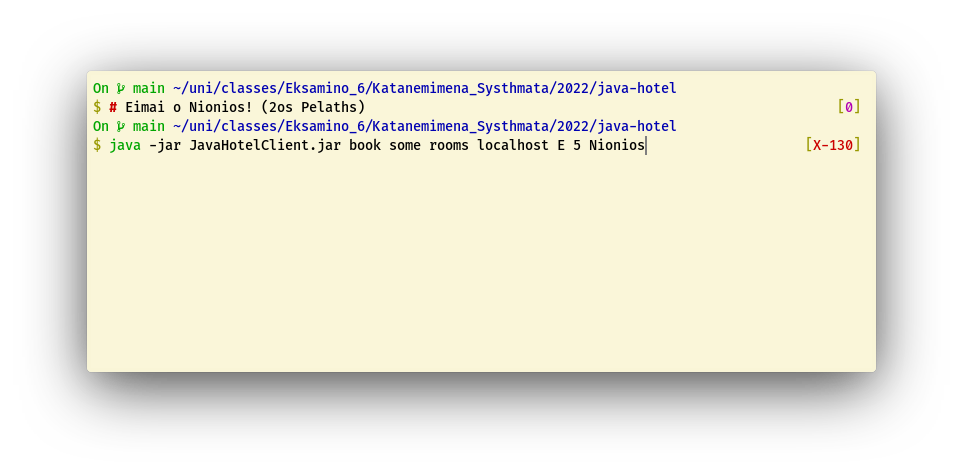 On  main ~/uni/classes/Eksamino_6/Katanemimena_Systhmata/2022/java-hotel
$ # Eimai o Nionios! (2os Pelaths) [0]
On  main ~/uni/classes/Eksamino_6/Katanemimena_Systhmata/2022/java-hotel
$ java -jar JavaHotelClient.jar book some rooms localhost E 5 Nionios [X-130]